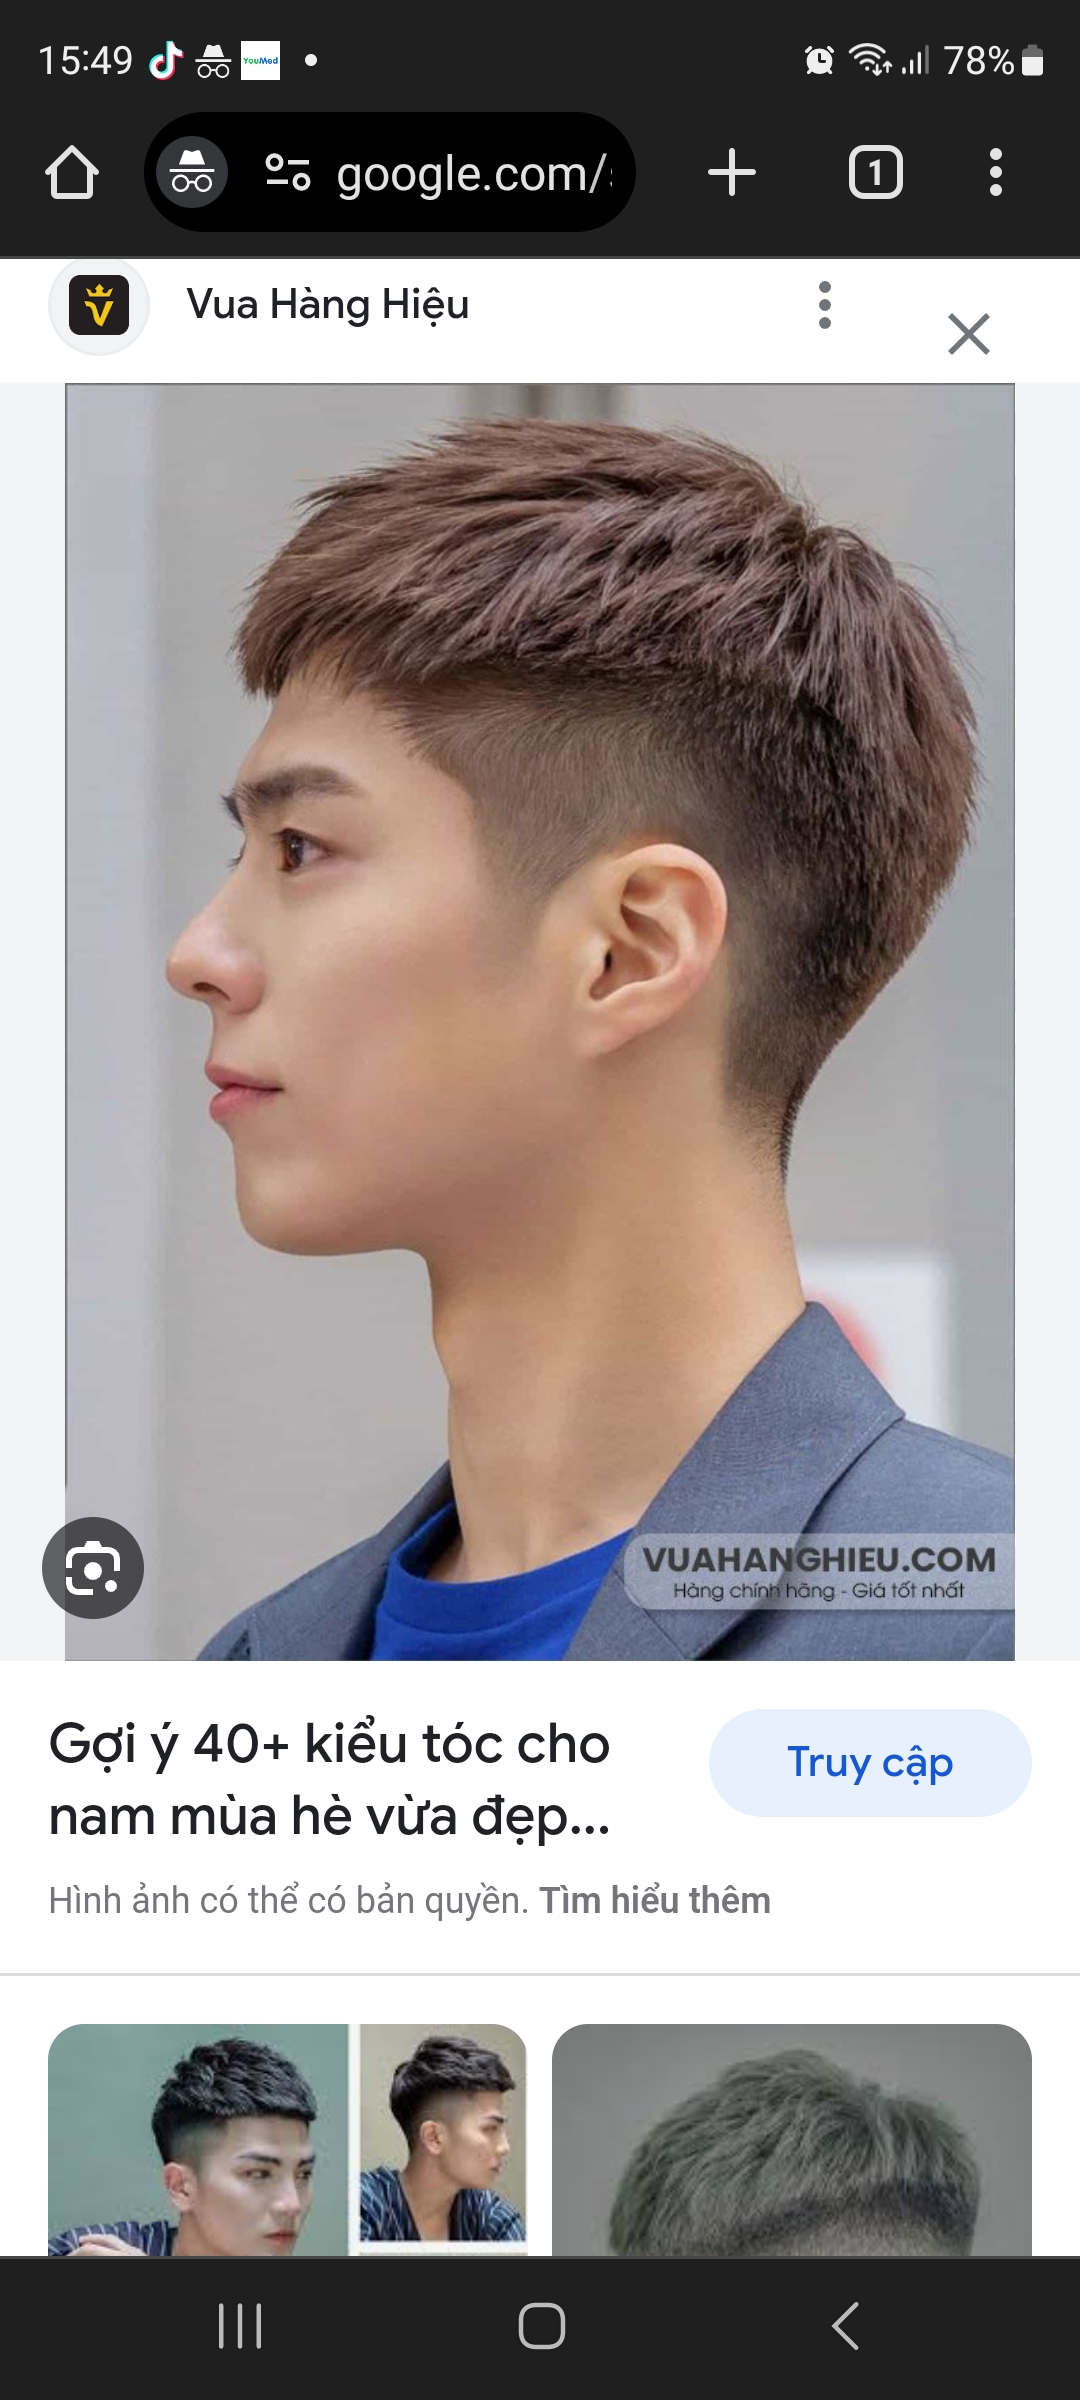 15:49
YouMed
78%
google.com/
1
Vua Hàng Hiệu
VUAHANGHIEU.COM
Hàng chính hãng - Giá tốt nhất
Gợi ý 40+ kiểu tóc cho
nam mùa hè vừa đẹp...
Truy cập
Hình ảnh có thể có bản quyền. Tìm hiểu thêm